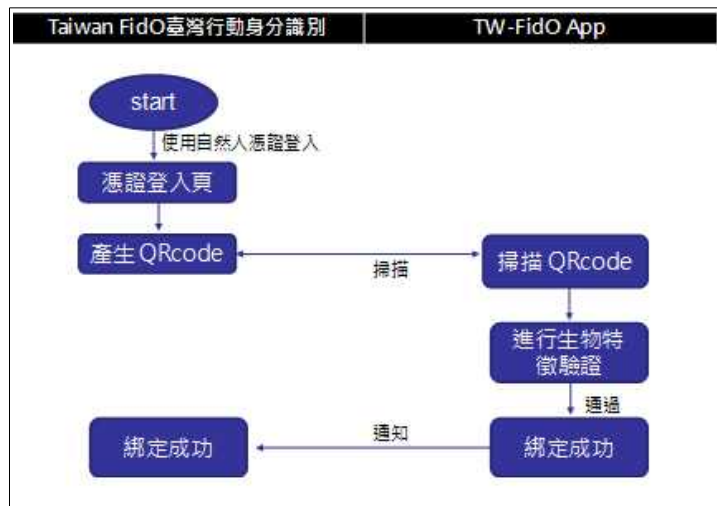 Taiwan FidO臺灣行動身分識別
TW-FidO App
start
使用自然人憑證登入
憑證登入頁
產生 QRcode
掃描
掃描 QRcode
進行生物特
徵驗證
通過
綁定成功
通知
綁定成功